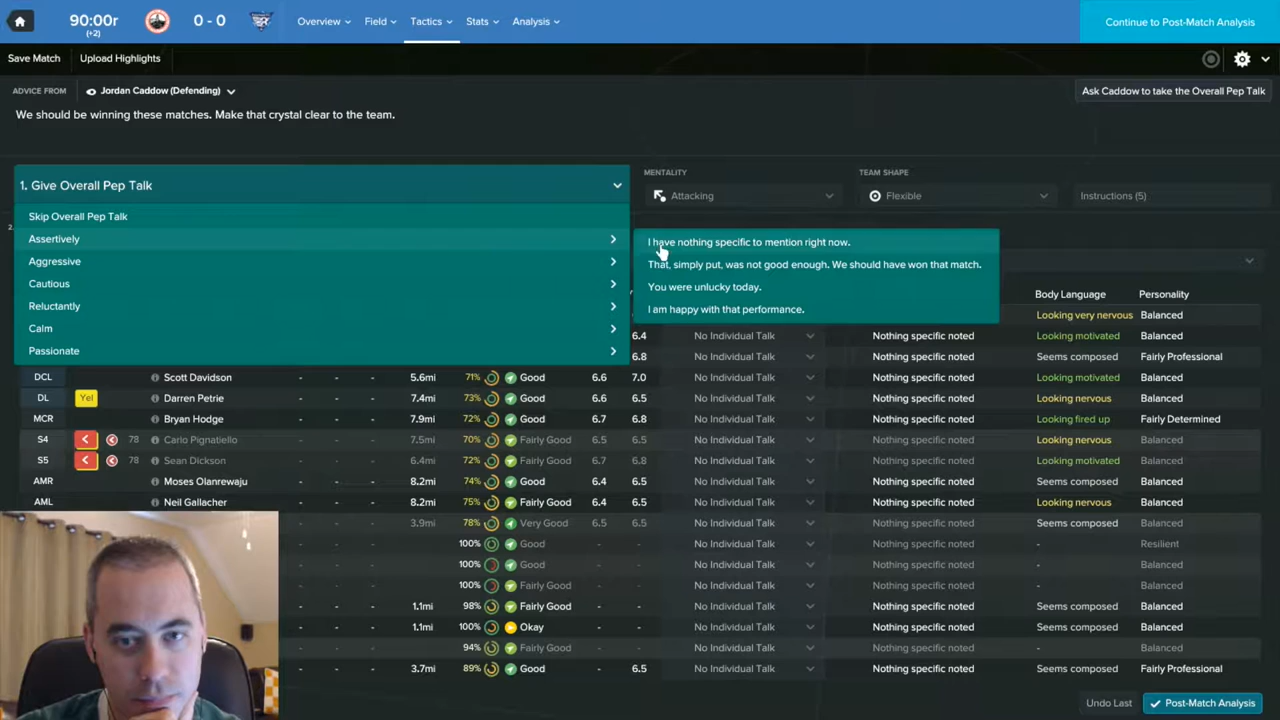 90:00r
(+2)
0 - 0
Overview
Field
Tactics
Stats
Analysis
Continue to Post-Match Analysis
Save Match
Upload Highlights
ADVICE FROM
Jordan Caddow (Defending)
Ask Caddow to take the Overall Pep Talk
We should be winning these matches. Make that crystal clear to the team.
1. Give Overall Pep Talk
MENTALITY
Attacking
TEAM SHAPE
Flexible
Instructions (5)
Skip Overall Pep Talk
2.
Assertively
Aggressive
Cautious
Reluctantly
Calm
Passionate
I have nothing specific to mention right now.
That, simply put, was not good enough. We should have won that match.
You were unlucky today.
I am happy with that performance.
Body Language Personality
Looking very nervous Balanced
6.4 No Individual Talk Nothing specific noted Looking motivated Balanced
6.8 No Individual Talk Nothing specific noted Seems composed Fairly Professional
DCL Scott Davidson - - - 5.6mi 71% Good 6.6 7.0 No Individual Talk Nothing specific noted Looking motivated Balanced
DL Yel Darren Petrie - - - 7.4mi 73% Good 6.6 6.5 No Individual Talk Nothing specific noted Looking nervous Balanced
MCR Bryan Hodge - - - 7.9mi 72% Good 6.7 6.8 No Individual Talk Nothing specific noted Looking fired up Fairly Determined
S4 78 Carlo Pignatiello - - - 7.5mi 70% Fairly Good 6.5 6.5 No Individual Talk Nothing specific noted Looking nervous Balanced
S5 78 Sean Dickson - - - 6.4mi 72% Fairly Good 6.7 6.8 No Individual Talk Nothing specific noted Looking motivated Balanced
AMR Moses Olanrewaju - - - 8.2mi 74% Good 6.4 6.5 No Individual Talk Nothing specific noted Seems composed Balanced
AML Neil Gallacher - - - 8.2mi 75% Fairly Good 6.4 6.5 No Individual Talk Nothing specific noted Looking nervous Balanced
- - 3.9mi 78% Very Good 6.5 6.5 No Individual Talk Nothing specific noted Seems composed Balanced
- - - 100% Good - - No Individual Talk Nothing specific noted - Resilient
- - - 100% Good - - No Individual Talk Nothing specific noted - Balanced
- - - 100% Fairly Good - - No Individual Talk Nothing specific noted - Balanced
- - - 1.1mi 98% Fairly Good - - No Individual Talk Nothing specific noted Seems composed Balanced
- - - 1.1mi 100% Okay - - No Individual Talk Nothing specific noted Seems composed Balanced
- - - 94% Fairly Good - - No Individual Talk Nothing specific noted - Balanced
- - - 3.7mi 89% Good - 6.5 No Individual Talk Nothing specific noted Seems composed Fairly Professional
Undo Last
Post-Match Analysis